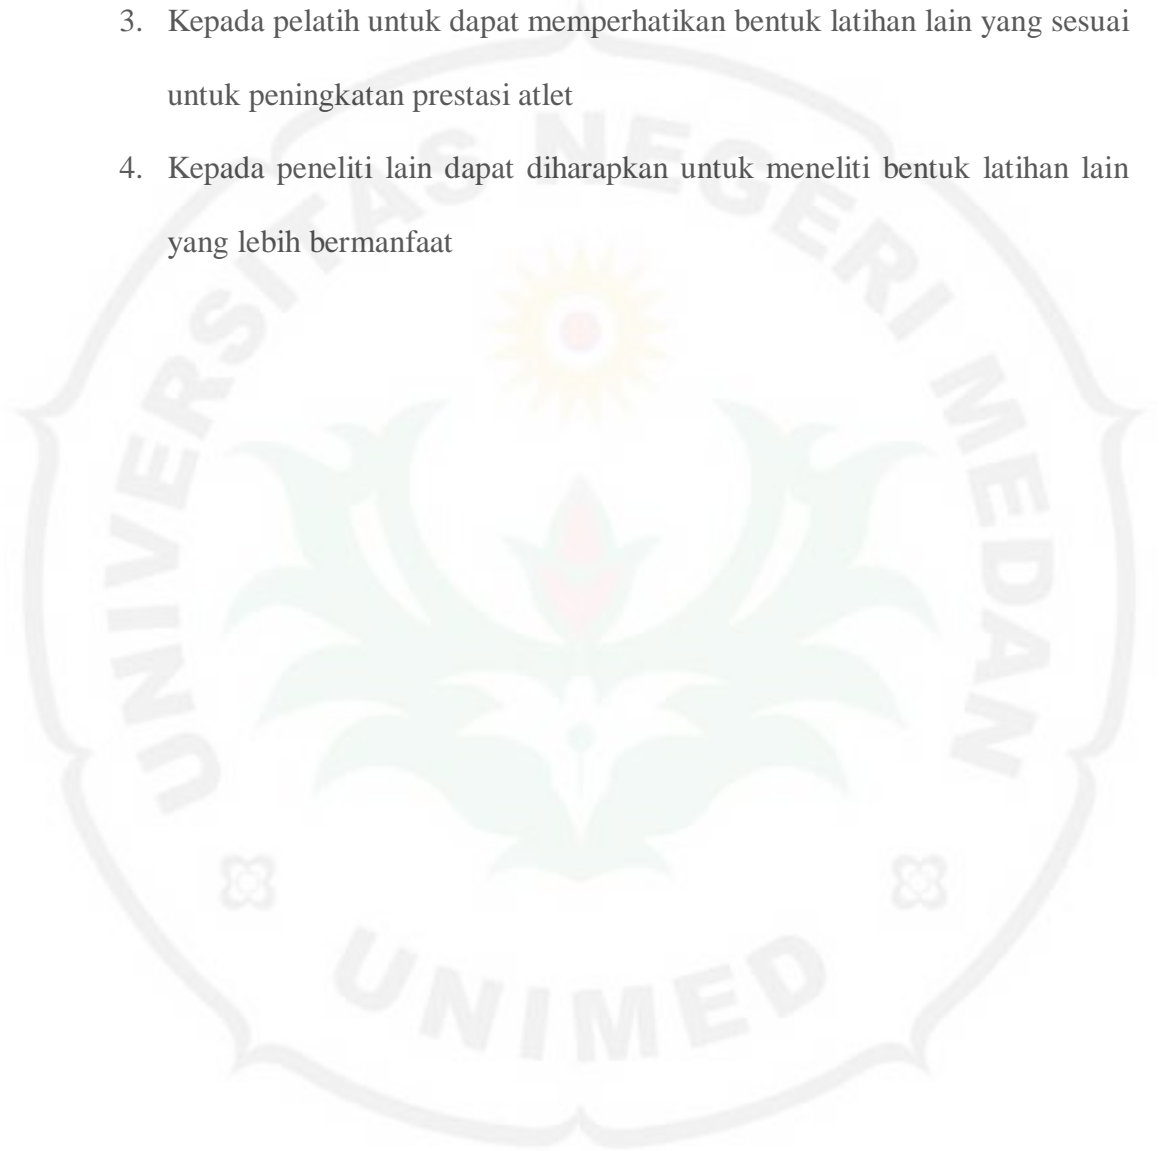 3. Kepada pelatih untuk dapat memperhatikan bentuk latihan lain yang sesuai
untuk peningkatan prestasi atlet
4. Kepada peneliti lain dapat diharapkan untuk meneliti bentuk latihan lain
yang lebih bermanfaat
UNIVERSITAS NEGERI MEDAN
UNIMED